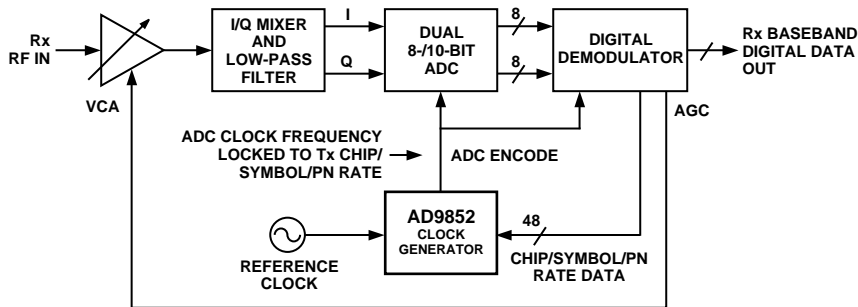 Rx
RF IN
VCA
I/Q MIXER
AND
LOW-PASS
FILTER
I
Q
DUAL
8-/10-BIT
ADC
8
8
DIGITAL
DEMODULATOR
Rx BASEBAND
DIGITAL DATA
OUT
AGC
ADC CLOCK FREQUENCY
LOCKED TO Tx CHIP/
SYMBOL/PN RATE
ADC ENCODE
AD9852
CLOCK
GENERATOR
48
CHIP/SYMBOL/PN
RATE DATA
REFERENCE
CLOCK